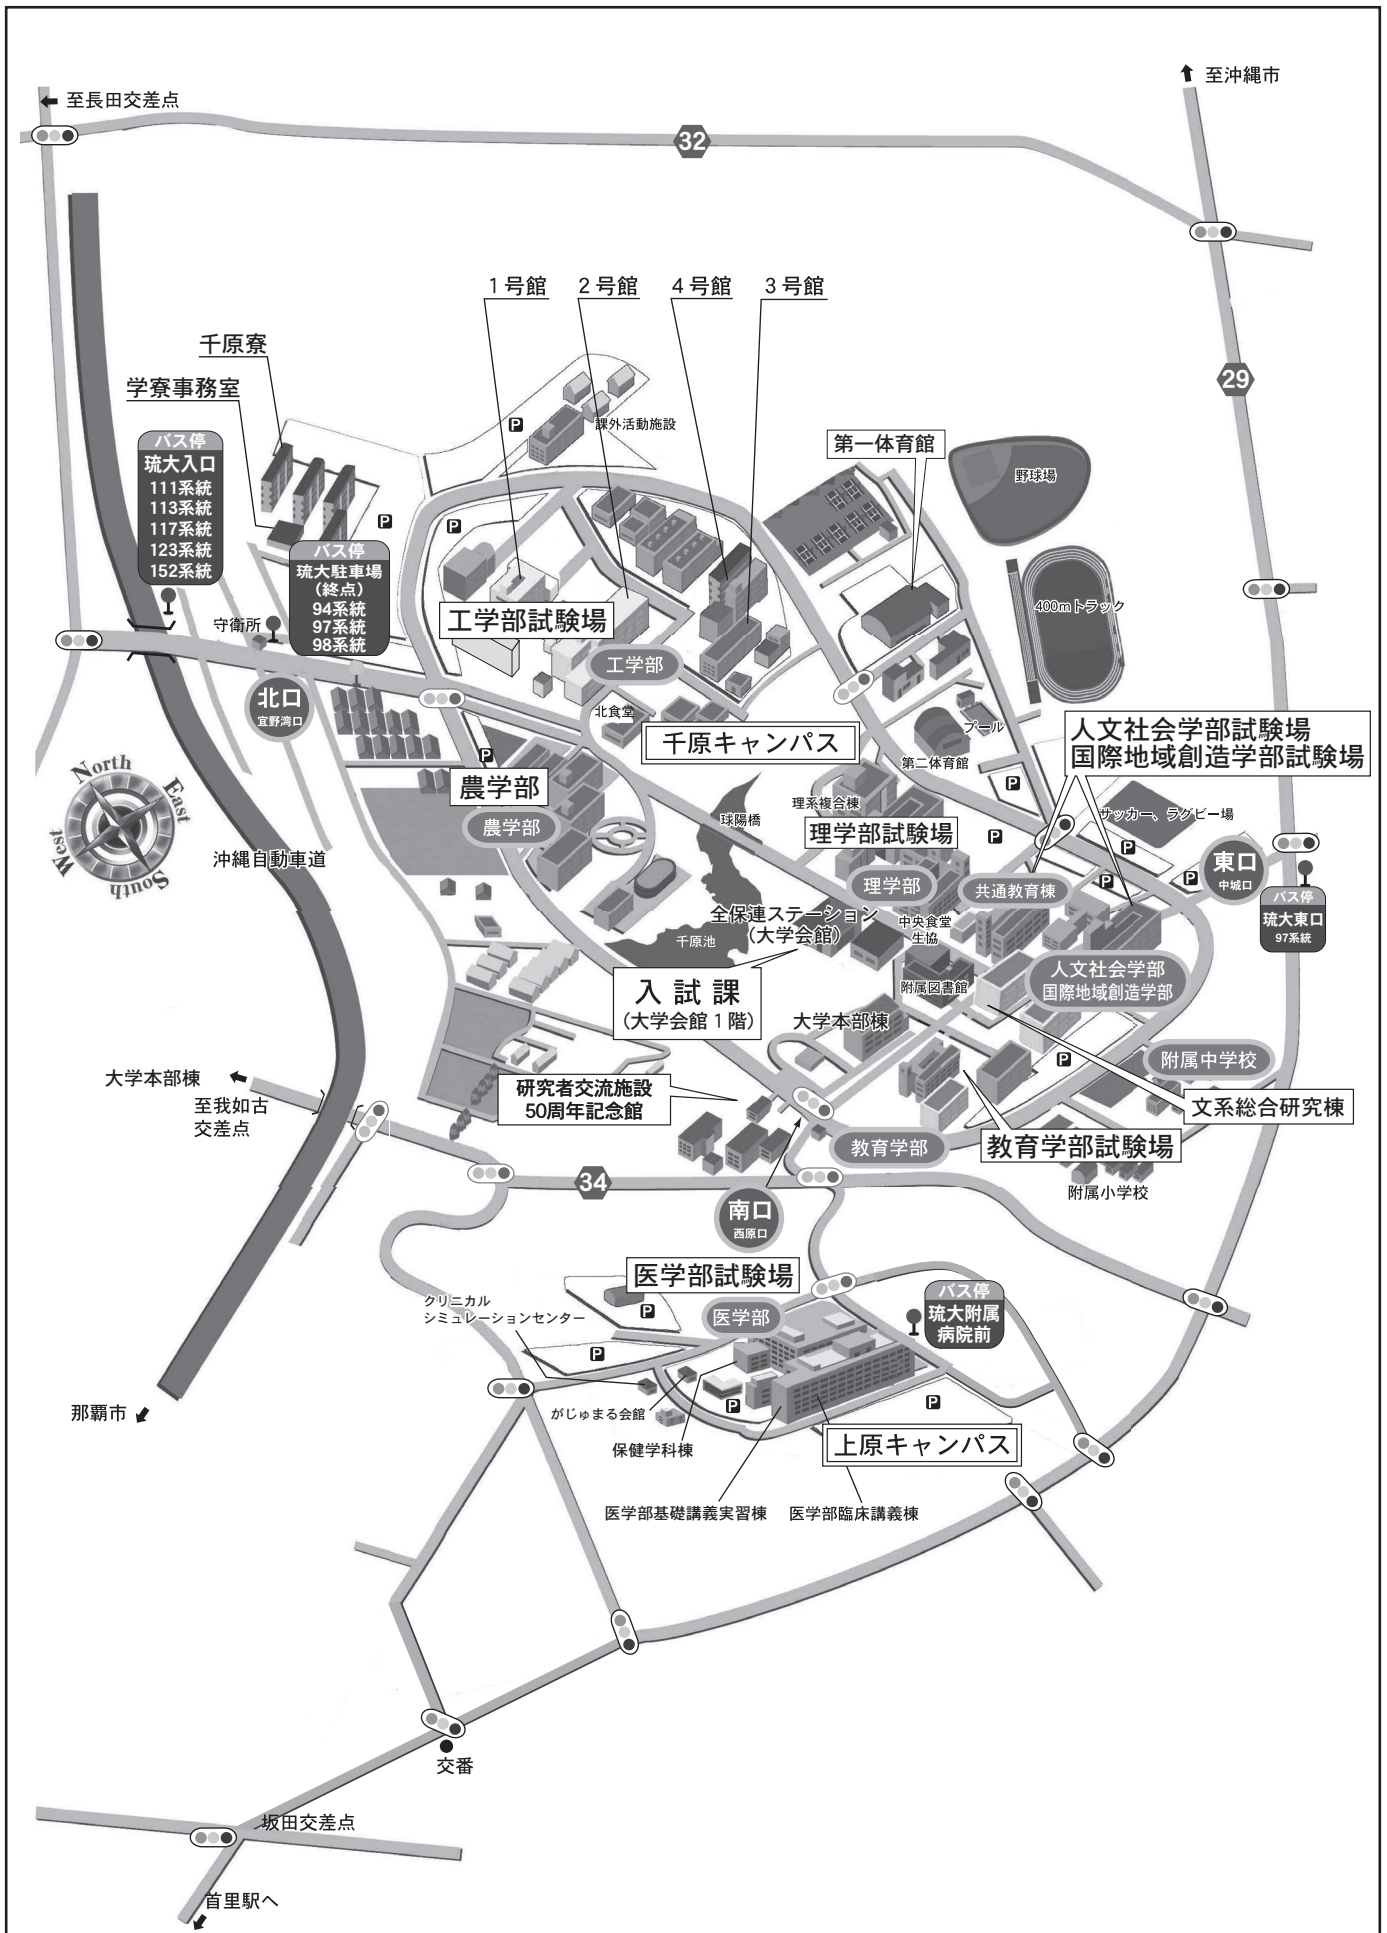 至沖縄市
至長田交差点
32
29
1号館
2号館
4号館
3号館
千原寮
学寮事務室
バス停
琉大入口
111系統
113系統
117系統
123系統
152系統
課外活動施設
第一体育館
野球場
400mトラック
バス停
琉大駐車場
(終点)
94系統
97系統
98系統
守衛所
工学部試験場
工学部
北口
宜野湾口
北食堂
千原キャンパス
プール
第二体育館
人文社会学部試験場
国際地域創造学部試験場
North
East
South
West
農学部
農学部
球陽橋
理系複合棟
理学部試験場
サッカー、ラグビー場
沖縄自動車道
理学部
共通教育棟
東口
中城口
バス停
琉大東口
97系統
全保連ステーション
(大学会館)
中央食堂
生協
千原池
人文社会学部
国際地域創造学部
附属図書館
入試課
(大学会館1階)
大学本部棟
附属中学校
大学本部棟
至我如古
交差点
研究者交流施設
50周年記念館
文系総合研究棟
教育学部
教育学部試験場
附属小学校
34
南口
西原口
医学部試験場
クリニカル
シミュレーションセンター
医学部
バス停
琉大附属
病院前
那覇市
がじゅまる会館
保健学科棟
上原キャンパス
医学部基礎講義実習棟
医学部臨床講義棟
P
P
P
P
P
P
P
P
P
P
P
P
P
P
交番
坂田交差点
首里駅へ